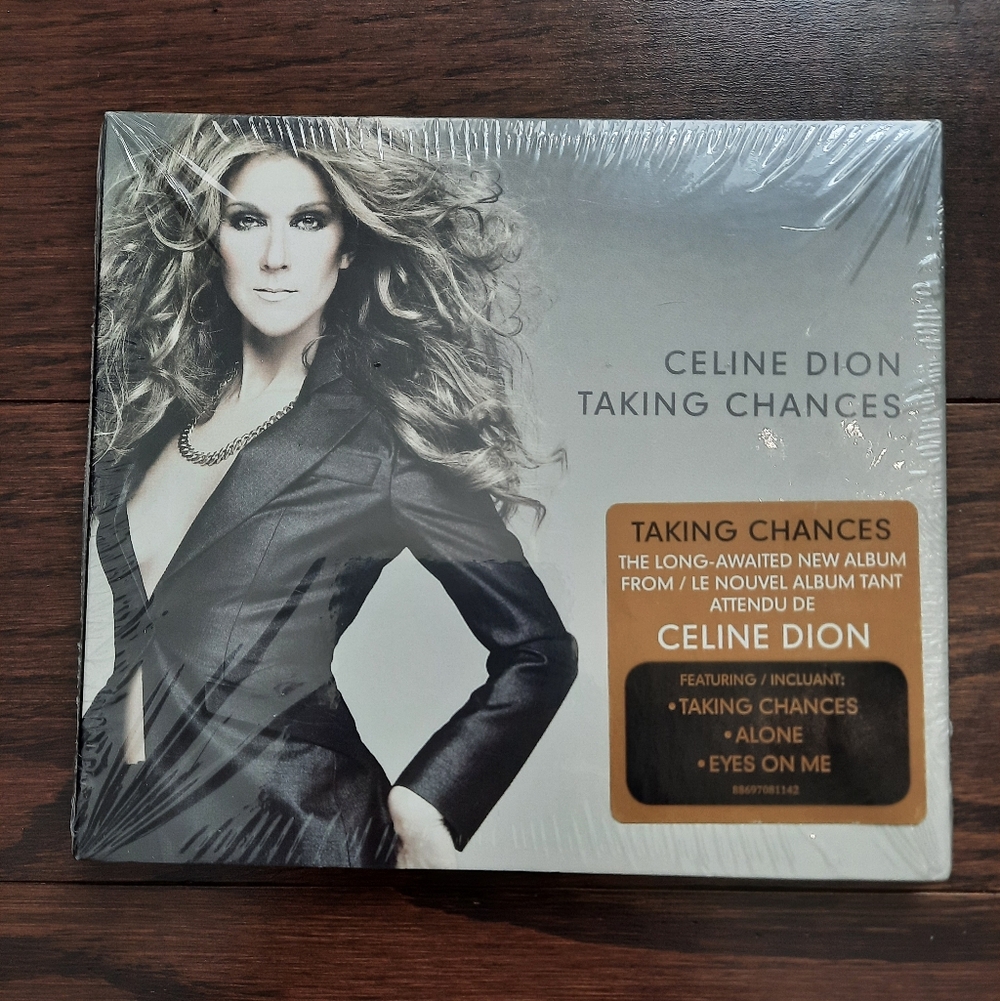 CELINE DION
TAKING CHANCES
TAKING CHANCES
THE LONG-AWAITED NEW ALBUM
FROM / LE NOUVEL ALBUM TANT
ATTENDU DE
CELINE DION
FEATURING / INCLUANT:
•TAKING CHANCES
•ALONE
•EYES ON ME
88697081142